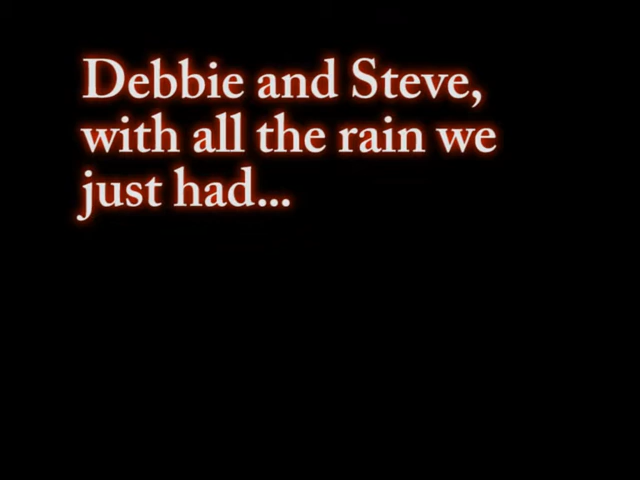 Debbie and Steve,
with all the rain we
just had...